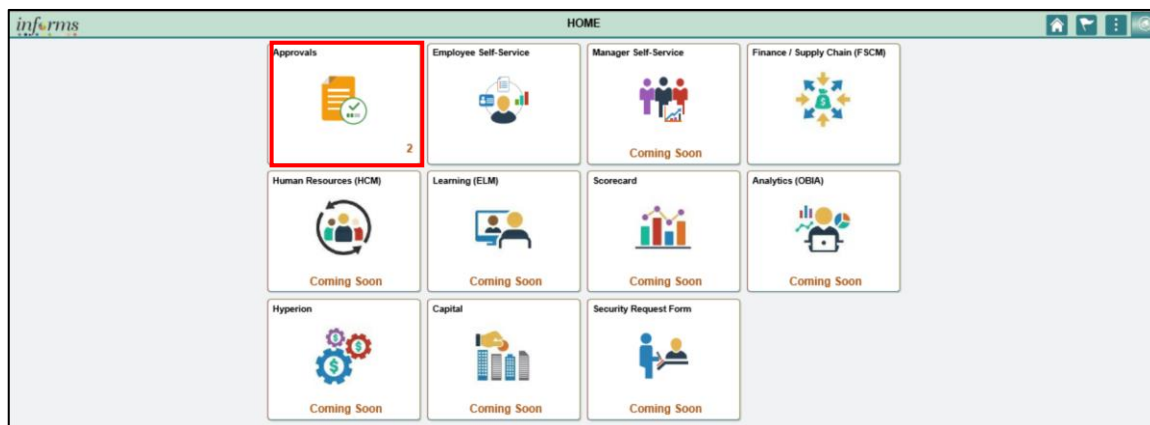 informs
HOME
Approvals
2
Employee Self-Service
Manager Self-Service
Coming Soon
Finance / Supply Chain (FSCM)
Human Resources (HCM)
Coming Soon
Learning (ELM)
Coming Soon
Scorecard
Coming Soon
Analytics (OBIA)
Coming Soon
Hyperion
Coming Soon
Capital
Coming Soon
Security Request Form
Coming Soon